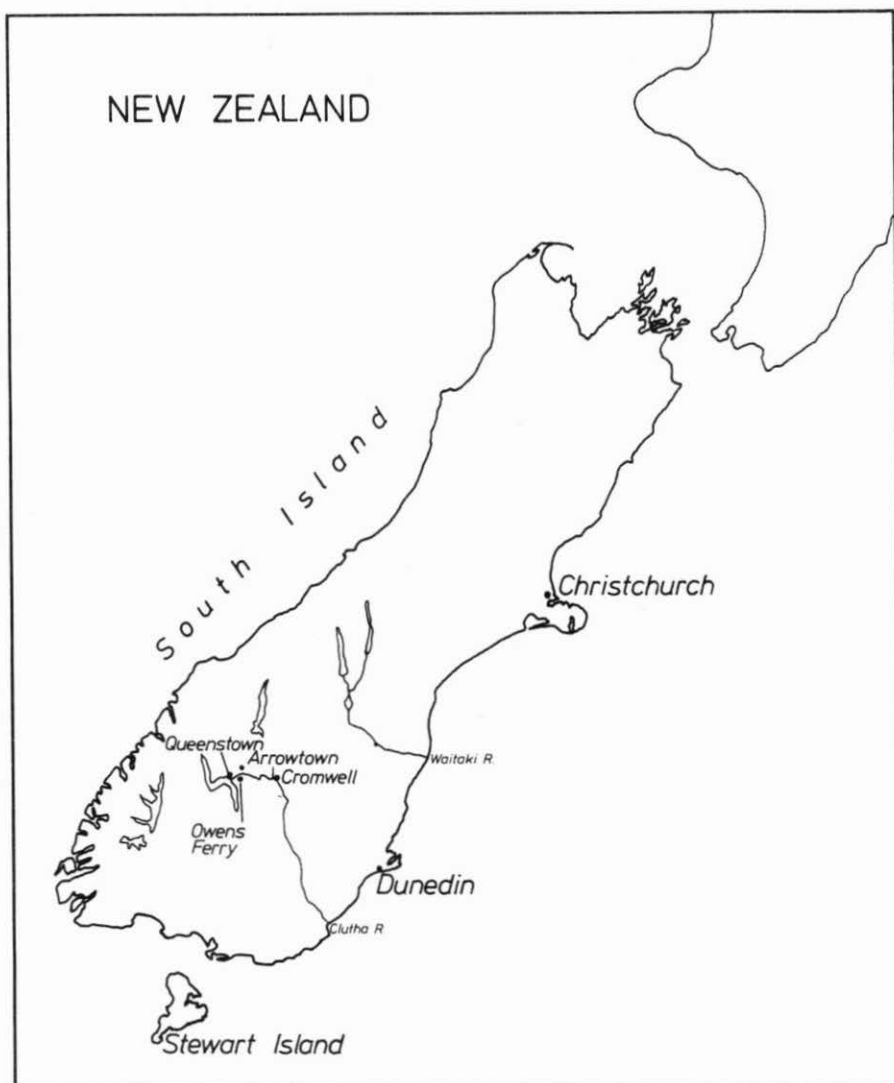 NEW ZEALAND
South Island
Christchurch
Queenstown
Arrowtown
Waitaki R.
Cromwell
Owens
Ferry
Dunedin
Clutha R
Stewart Island